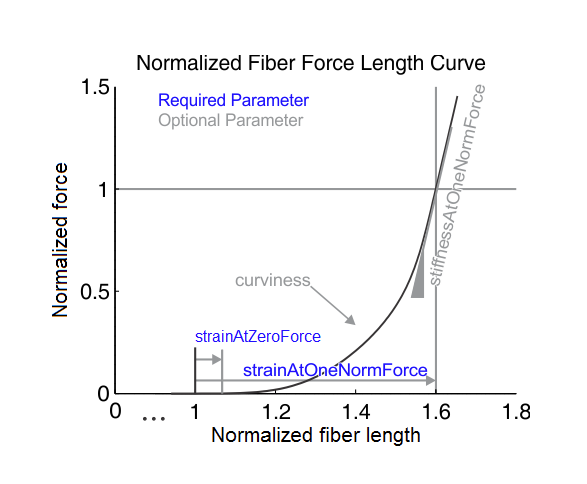 Normalized Fiber Force Length Curve
1.5
Required Parameter
Optional Parameter
stiffnessAtOneNormForce
1
Normalized force
curviness
0.5
strainAtZeroForce
strainAtOneNormForce
0
0 ... 1 1.2 1.4 1.6 1.8
Normalized fiber length